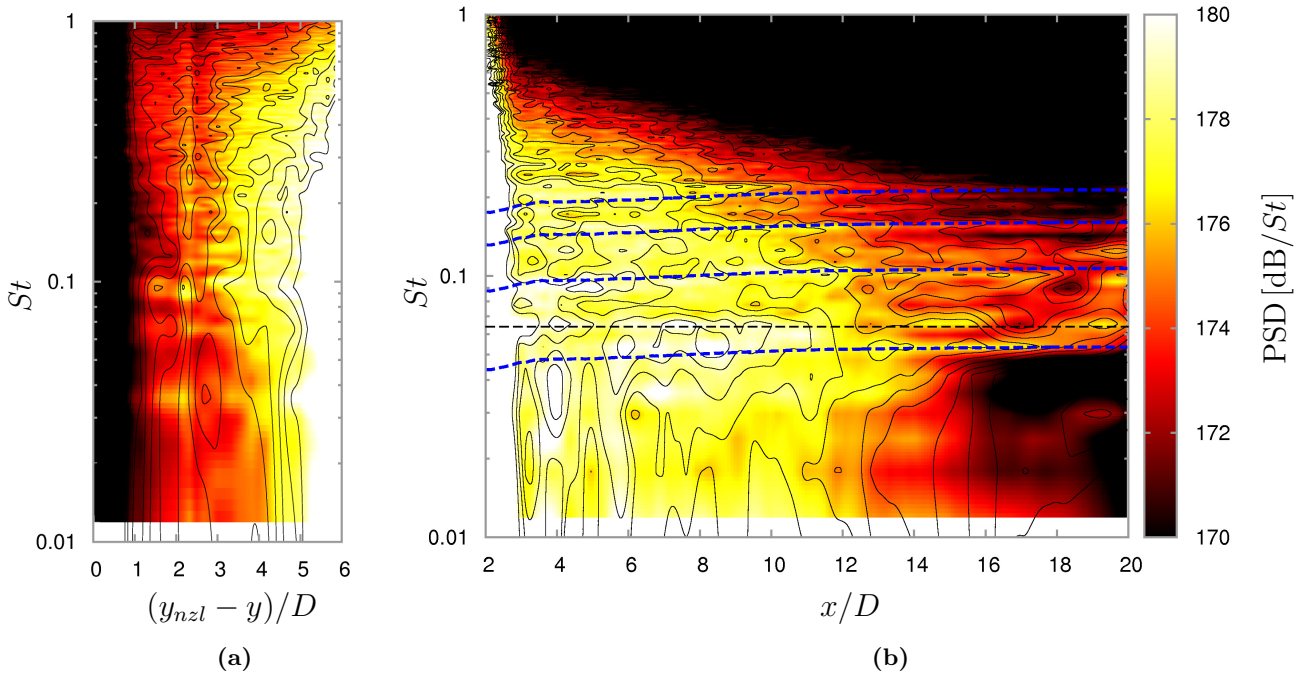 1
0.1
0.01
St
0 1 2 3 4 5 6
(y_{nzl} − y)/D
(a)
1
0.1
0.01
St
2 4 6 8 10 12 14 16 18 20
x/D
(b)
180
178
176
174
172
170
PSD [dB/St]